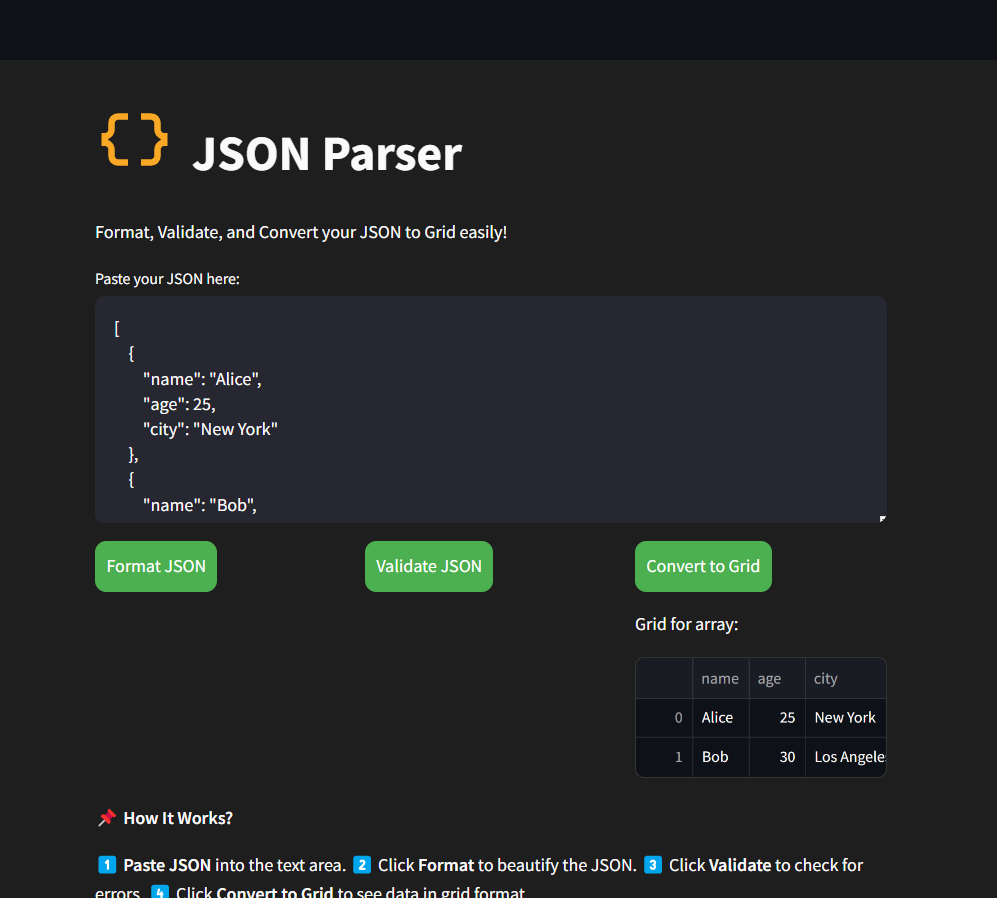 { } JSON Parser
Format, Validate, and Convert your JSON to Grid easily!
Paste your JSON here:
[
{
"name": "Alice",
"age": 25,
"city": "New York"
},
{
"name": "Bob",
Format JSON Validate JSON Convert to Grid
Grid for array:
name age city
0 Alice 25 New York
1 Bob 30 Los Angeles
📌 How It Works?
1️⃣ Paste JSON into the text area. 2️⃣ Click Format to beautify the JSON. 3️⃣ Click Validate to check for
errors. 4️⃣ Click Convert to Grid to see data in grid format.